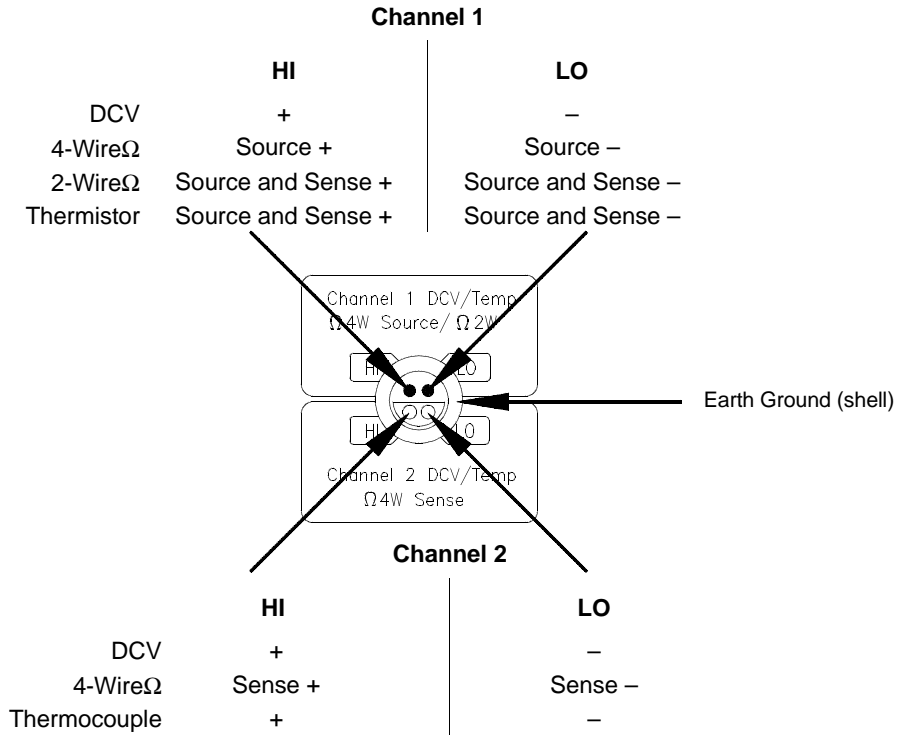 Channel 1
HI LO
DCV + –
4-WireΩ Source + Source –
2-WireΩ Source and Sense + Source and Sense –
Thermistor Source and Sense + Source and Sense –
Channel 1 DCV/Temp
Ω4W Source/Ω2W
HI LO
Earth Ground (shell)
HI LO
Channel 2 DCV/Temp
Ω4W Sense
Channel 2
HI LO
DCV + –
4-WireΩ Sense + Sense –
Thermocouple + –